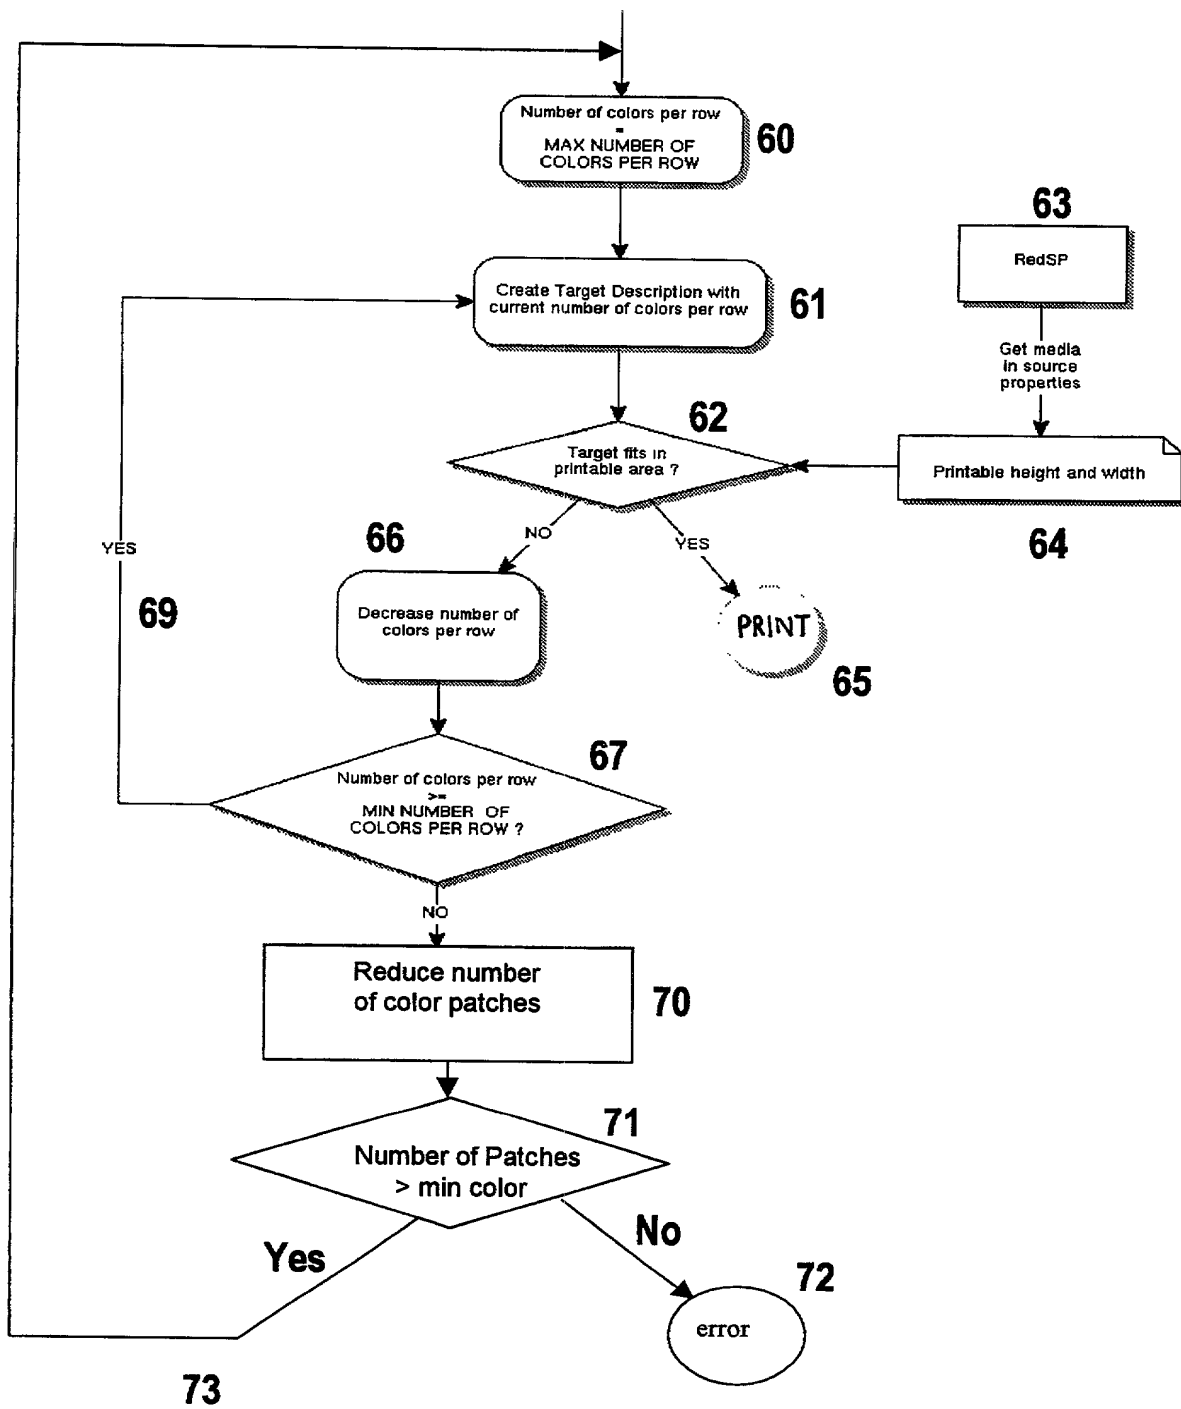 Number of colors per row
=
MAX NUMBER OF
COLORS PER ROW
60
63
RedSP
Create Target Description with
current number of colors per row
61
Get media
in source
properties
62
Target fits in
printable area ?
Printable height and width
64
NO
YES
66
YES
Decrease number of
colors per row
69
PRINT
65
67
Number of colors per row
>=
MIN NUMBER OF
COLORS PER ROW ?
NO
Reduce number
of color patches
70
71
Number of Patches
> min color
Yes
No
72
error
73